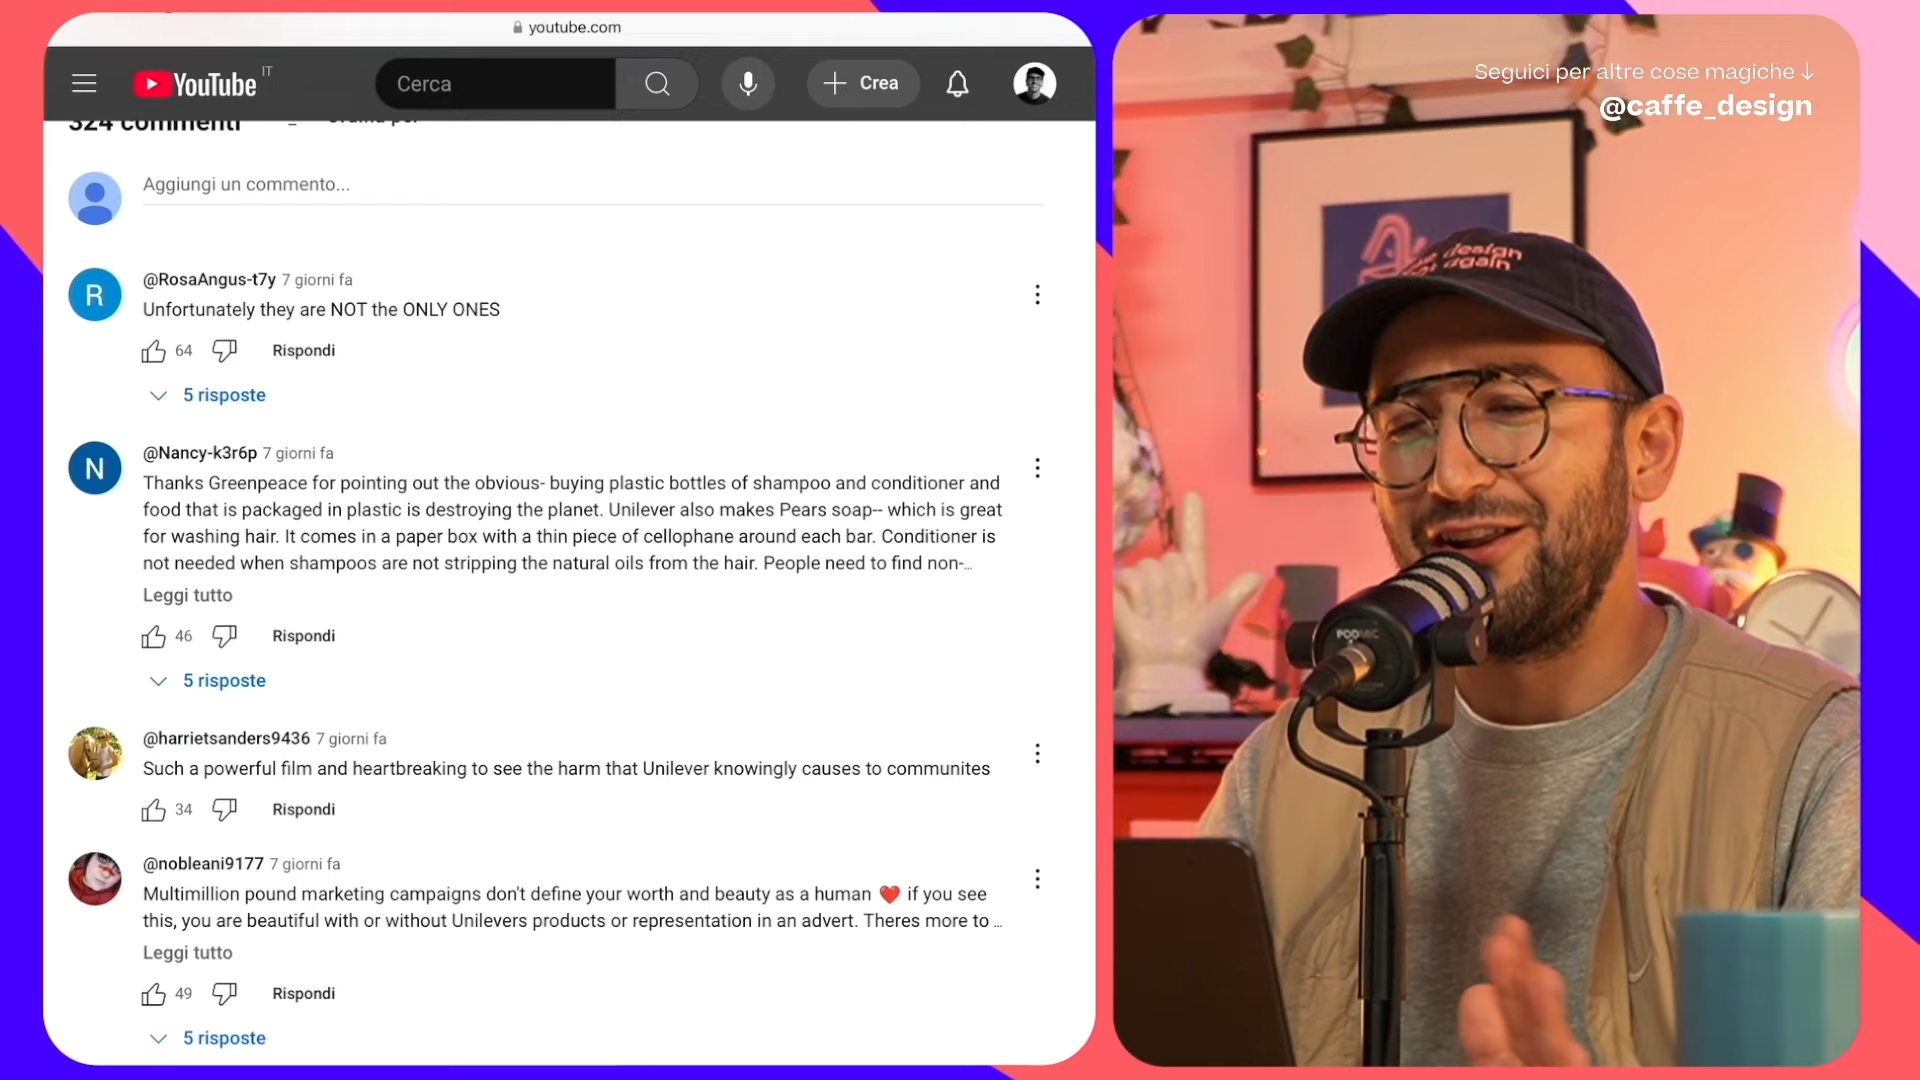 youtube.com
YouTube IT
Cerca
Crea
324 commenti
Ordina per
Aggiungi un commento...
R
@RosaAngus-t7y 7 giorni fa
Unfortunately they are NOT the ONLY ONES
64 Rispondi
5 risposte
N
@Nancy-k3r6p 7 giorni fa
Thanks Greenpeace for pointing out the obvious- buying plastic bottles of shampoo and conditioner and
food that is packaged in plastic is destroying the planet. Unilever also makes Pears soap-- which is great
for washing hair. It comes in a paper box with a thin piece of cellophane around each bar. Conditioner is
not needed when shampoos are not stripping the natural oils from the hair. People need to find non-…
Leggi tutto
46 Rispondi
5 risposte
@harrietsanders9436 7 giorni fa
Such a powerful film and heartbreaking to see the harm that Unilever knowingly causes to communites
34 Rispondi
@nobleani9177 7 giorni fa
Multimillion pound marketing campaigns don't define your worth and beauty as a human ❤️ if you see
this, you are beautiful with or without Unilevers products or representation in an advert. Theres more to …
Leggi tutto
49 Rispondi
5 risposte
Seguici per altre cose magiche ↓
@caffe_design
design
again
PODMIC